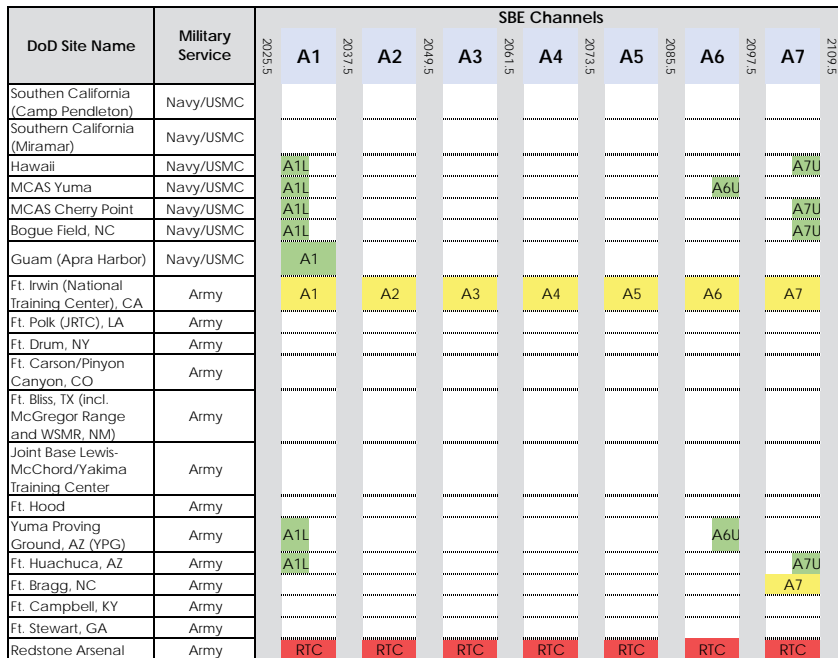 SBE Channels
DoD Site Name
Military
Service
2025.5
A1
2037.5
A2
2049.5
A3
2061.5
A4
2073.5
A5
2085.5
A6
2097.5
A7
2109.5
Southen California
(Camp Pendleton)
Navy/USMC
Southern California
(Miramar)
Navy/USMC
Hawaii Navy/USMC A1L A7U
MCAS Yuma Navy/USMC A1L A6U
MCAS Cherry Point Navy/USMC A1L A7U
Bogue Field, NC Navy/USMC A1L A7U
Guam (Apra Harbor) Navy/USMC A1
Ft. Irwin (National
Training Center), CA
Army A1 A2 A3 A4 A5 A6 A7
Ft. Polk (JRTC), LA Army
Ft. Drum, NY Army
Ft. Carson/Pinyon
Canyon, CO
Army
Ft. Bliss, TX (incl.
McGregor Range
and WSMR, NM)
Army
Joint Base Lewis-
McChord/Yakima
Training Center
Army
Ft. Hood Army
Yuma Proving
Ground, AZ (YPG)
Army A1L A6U
Ft. Huachuca, AZ Army A1L A7U
Ft. Bragg, NC Army A7
Ft. Campbell, KY Army
Ft. Stewart, GA Army
Redstone Arsenal Army RTC RTC RTC RTC RTC RTC RTC